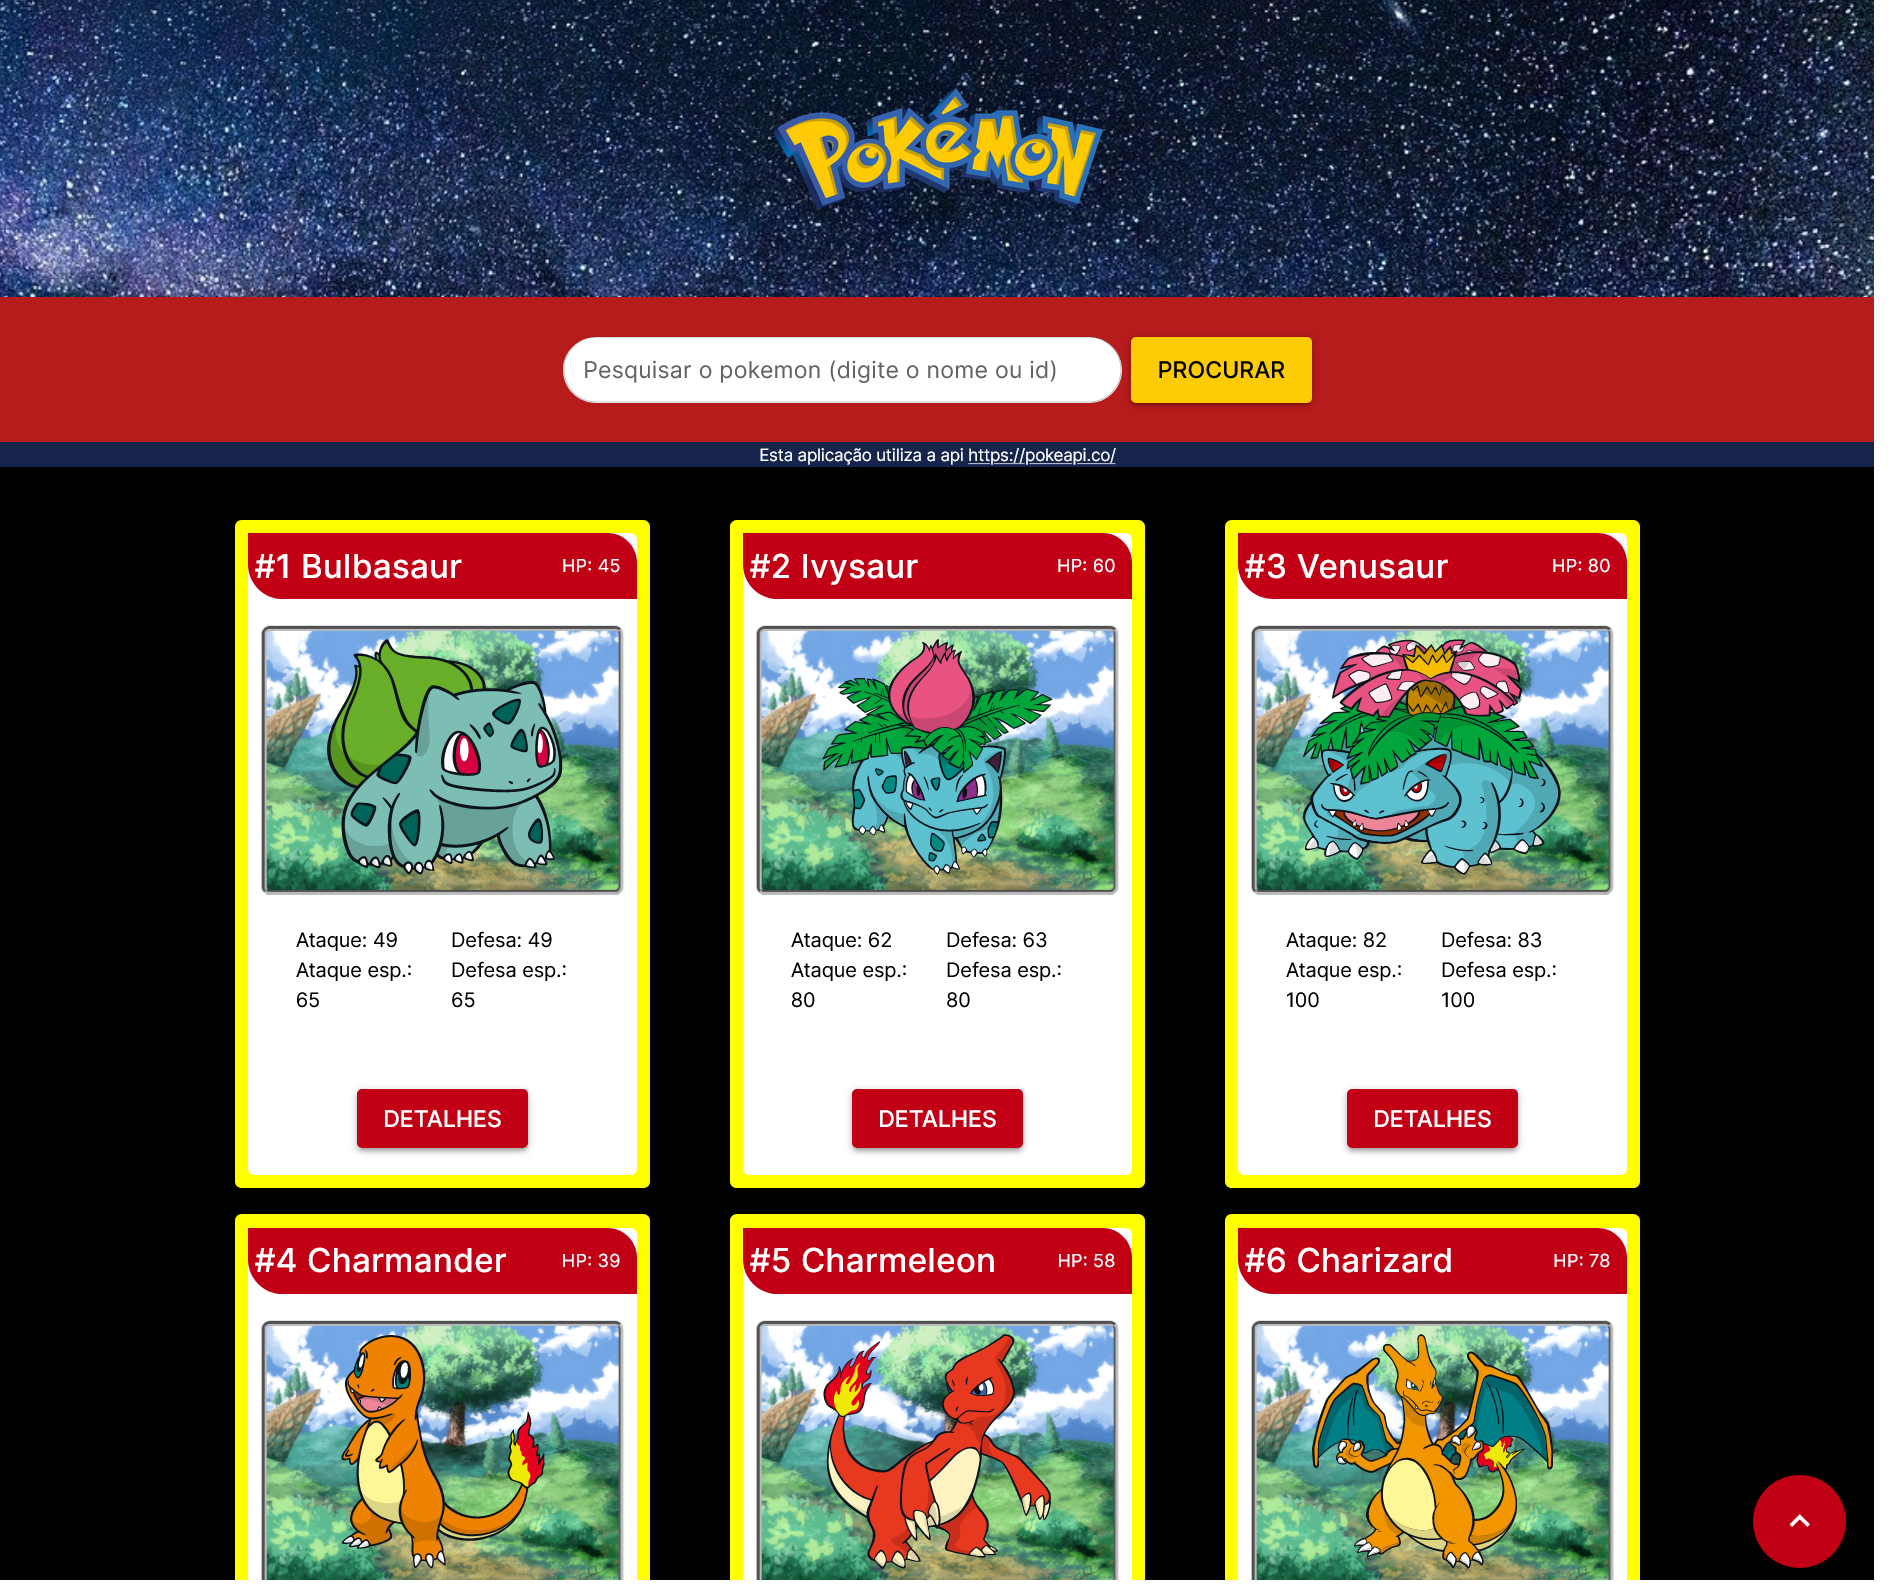 POKéMON
Pesquisar o pokemon (digite o nome ou id)
PROCURAR
Esta aplicação utiliza a api https://pokeapi.co/
#1 Bulbasaur
HP: 45
Ataque: 49
Defesa: 49
Ataque esp.:
65
Defesa esp.:
65
DETALHES
#2 Ivysaur
HP: 60
Ataque: 62
Defesa: 63
Ataque esp.:
80
Defesa esp.:
80
DETALHES
#3 Venusaur
HP: 80
Ataque: 82
Defesa: 83
Ataque esp.:
100
Defesa esp.:
100
DETALHES
#4 Charmander
HP: 39
#5 Charmeleon
HP: 58
#6 Charizard
HP: 78